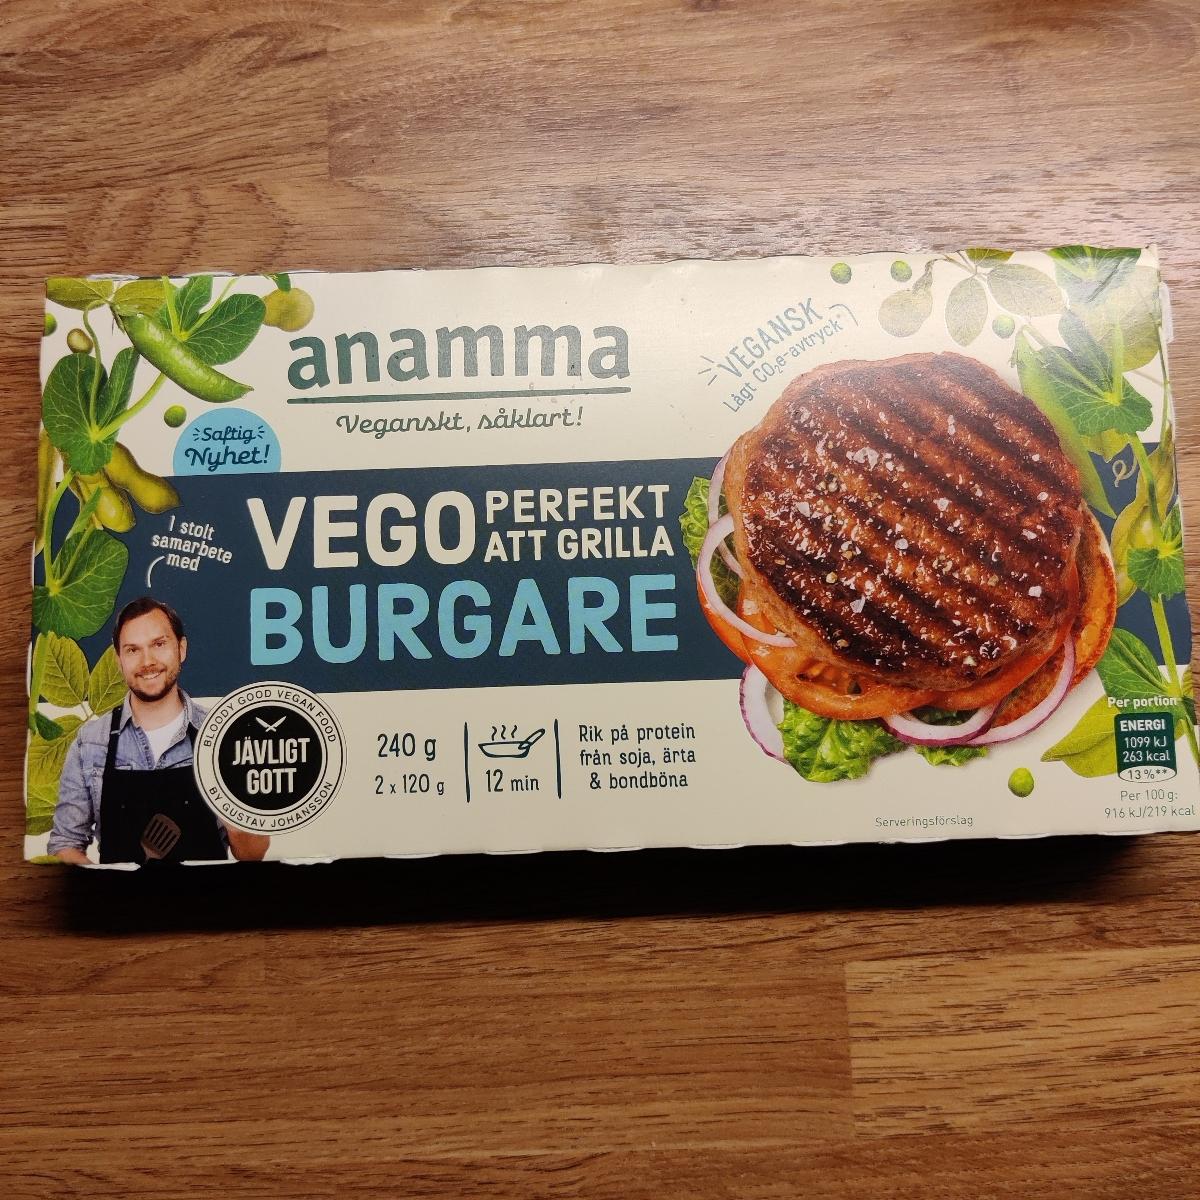 anamma
Veganskt, såklart!
VEGANSK
Lågt CO₂e-avtryck*
Saftig
Nyhet!
VEGO PERFEKT
ATT GRILLA
BURGARE
I stolt
samarbete
med
BLOODY GOOD VEGAN FOOD
JÄVLIGT
GOTT
BY GUSTAV JOHANSSON
240 g
2 x 120 g
12 min
Rik på protein
från soja, ärta
& bondböna
Serveringsförslag
Per portion
ENERGI
1099 kJ
263 kcal
13 %**
Per 100 g:
916 kJ/219 kcal